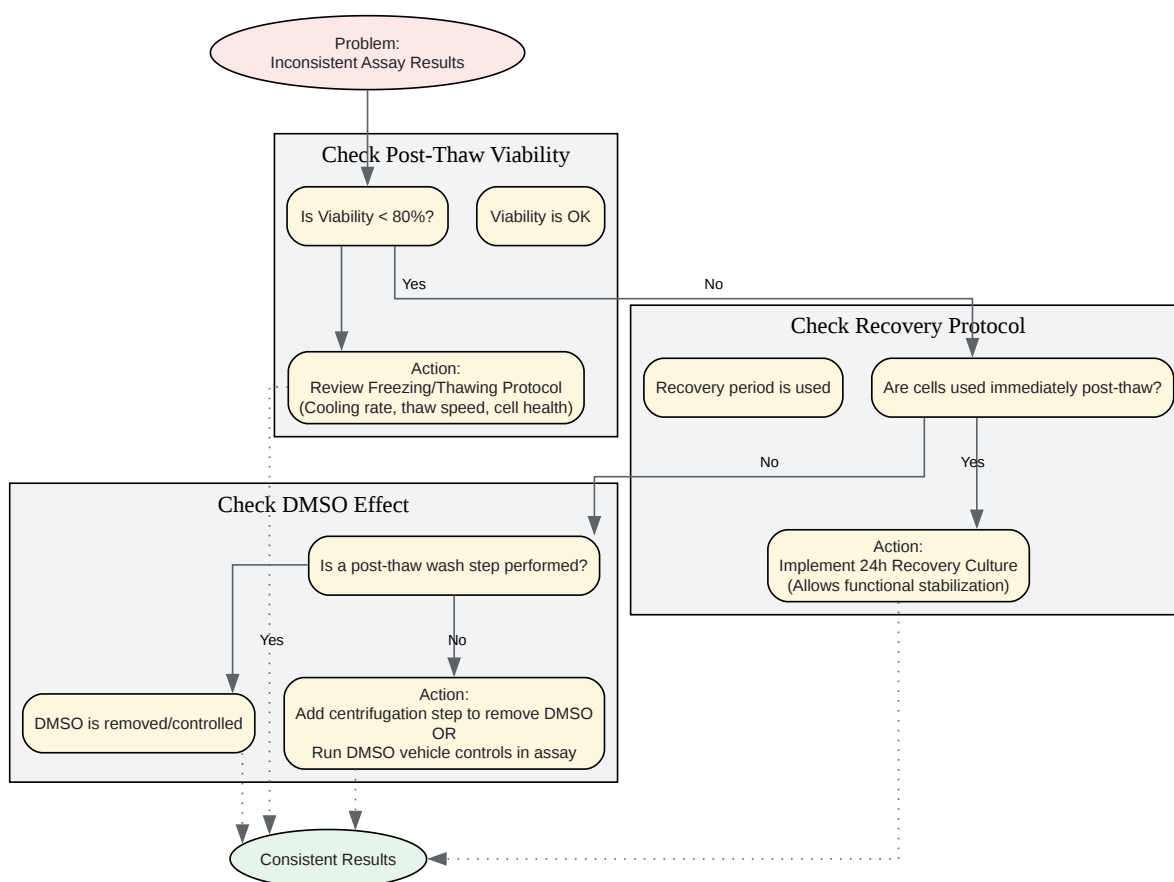 Problem:
Inconsistent Assay Results
Check Post-Thaw Viability
Is Viability < 80%?
Viability is OK
Yes
No
Action:
Review Freezing/Thawing Protocol
(Cooling rate, thaw speed, cell health)
Check Recovery Protocol
Recovery period is used
Are cells used immediately post-thaw?
No
Yes
Action:
Implement 24h Recovery Culture
(Allows functional stabilization)
Check DMSO Effect
Is a post-thaw wash step performed?
Yes
No
DMSO is removed/controlled
Action:
Add centrifugation step to remove DMSO
OR
Run DMSO vehicle controls in assay
Consistent Results